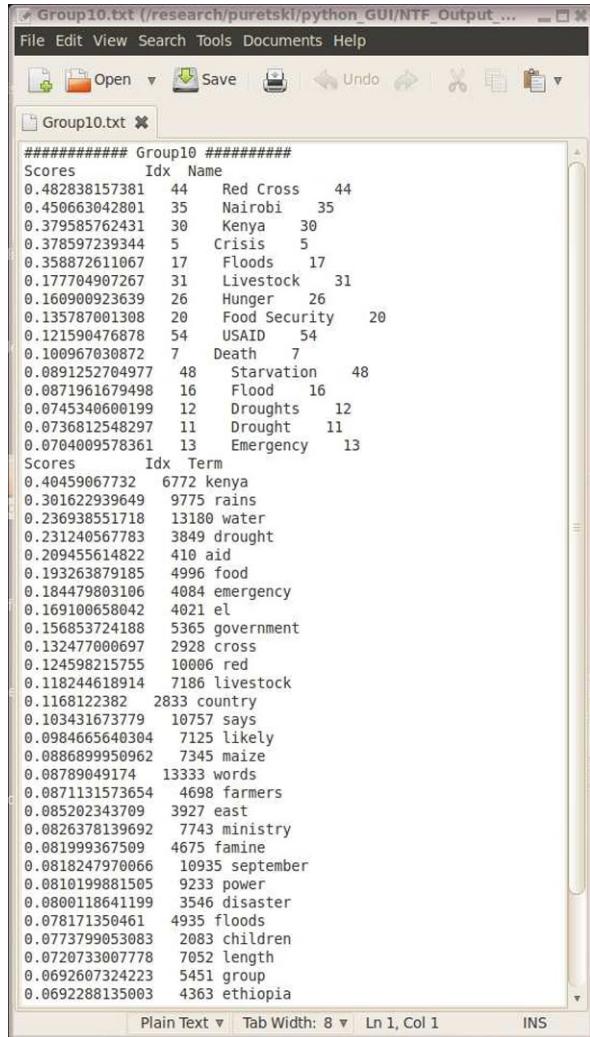 Group10.txt (/research/puretski/python_GUI/NTF_Output_...
File Edit View Search Tools Documents Help
Open Save Undo
Group10.txt
############ Group10 ##########
Scores Idx Name
0.482838157381 44 Red Cross 44
0.450663042801 35 Nairobi 35
0.379585762431 30 Kenya 30
0.378597239344 5 Crisis 5
0.358872611067 17 Floods 17
0.177704907267 31 Livestock 31
0.160900923639 26 Hunger 26
0.135787001308 20 Food Security 20
0.121590476878 54 USAID 54
0.100967030872 7 Death 7
0.0891252704977 48 Starvation 48
0.0871961679498 16 Flood 16
0.0745340600199 12 Droughts 12
0.0736812548297 11 Drought 11
0.0704009578361 13 Emergency 13
Scores Idx Term
0.40459067732 6772 kenya
0.301622939649 9775 rains
0.236938551718 13180 water
0.231240567783 3849 drought
0.209455614822 410 aid
0.193263879185 4996 food
0.184479803106 4084 emergency
0.169100658042 4021 el
0.156853724188 5365 government
0.132477000697 2928 cross
0.124598215755 10006 red
0.118244618914 7186 livestock
0.1168122382 2833 country
0.103431673779 10757 says
0.0984665640304 7125 likely
0.0886899950962 7345 maize
0.08789049174 13333 words
0.0871131573654 4698 farmers
0.085202343709 3927 east
0.0826378139692 7743 ministry
0.081999367509 4675 famine
0.0818247970066 10935 september
0.0810199881505 9233 power
0.0800118641199 3546 disaster
0.078171350461 4935 floods
0.0773799053083 2083 children
0.0720733007778 7052 length
0.0692607324223 5451 group
0.0692288135003 4363 ethiopia
Plain Text Tab Width: 8 Ln 1, Col 1 INS